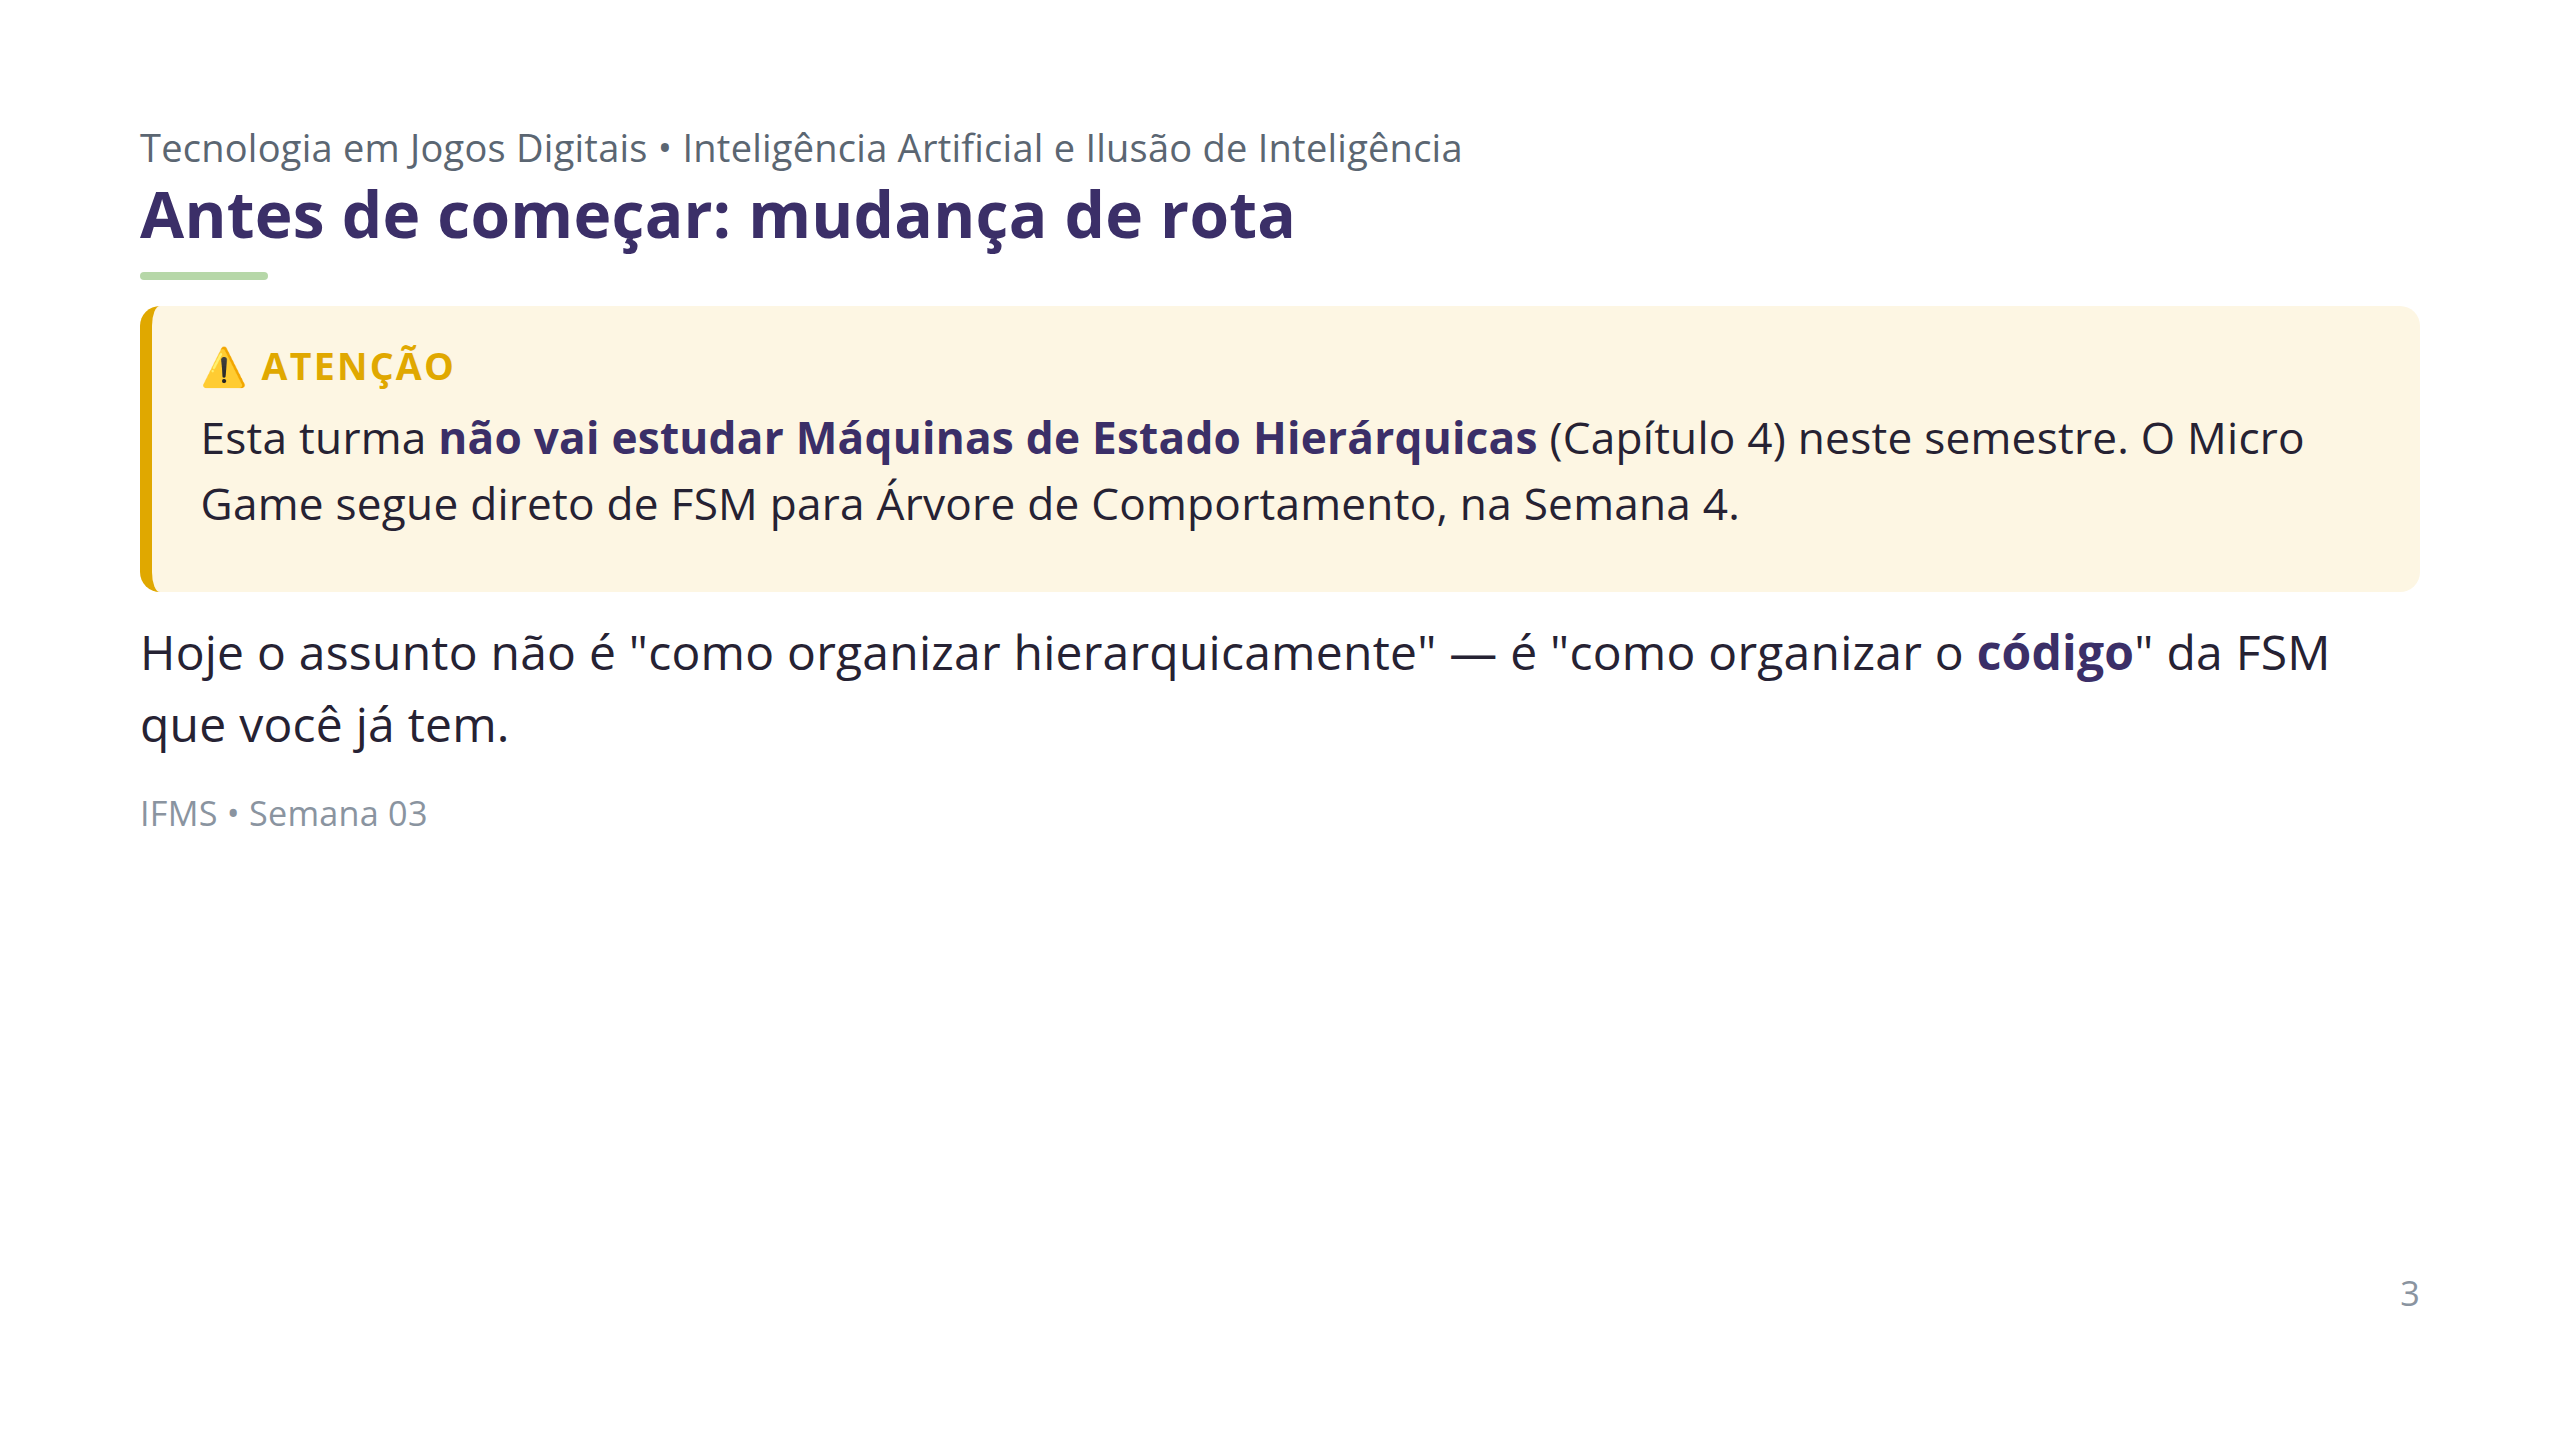 Tecnologia em Jogos Digitais • Inteligência Artificial e Ilusão de Inteligência
Antes de começar: mudança de rota
⚠️ ATENÇÃO
Esta turma não vai estudar Máquinas de Estado Hierárquicas (Capítulo 4) neste semestre. O Micro
Game segue direto de FSM para Árvore de Comportamento, na Semana 4.
Hoje o assunto não é "como organizar hierarquicamente" — é "como organizar o código" da FSM
que você já tem.
IFMS • Semana 03
3